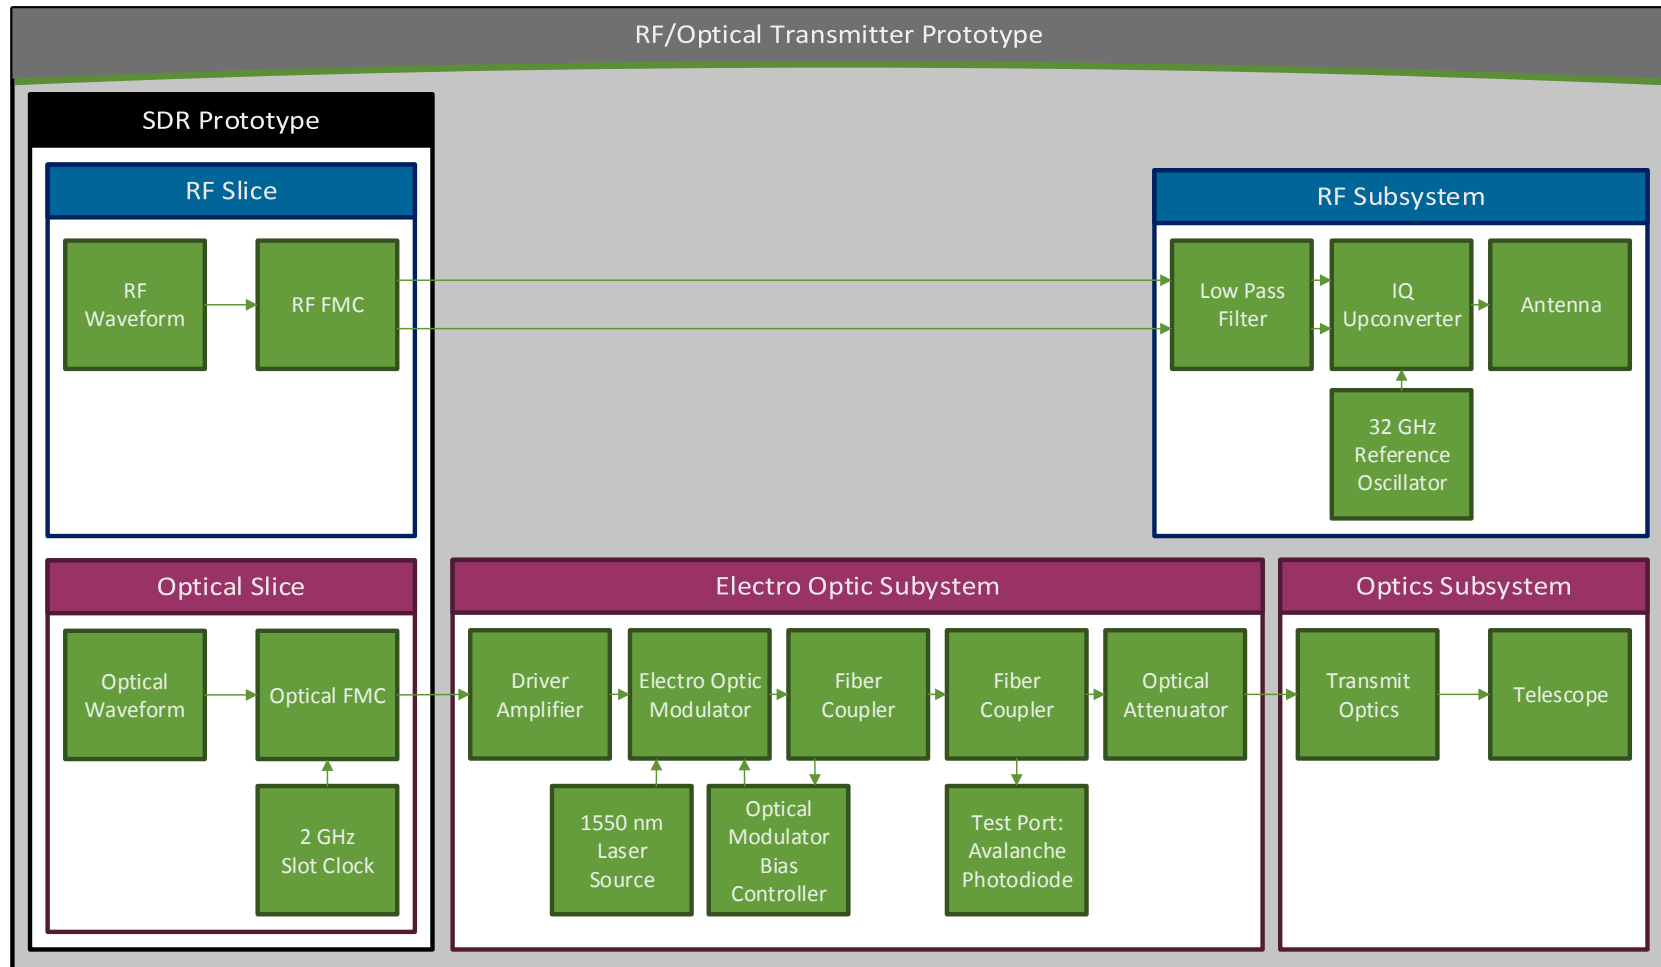 RF/Optical Transmitter Prototype
SDR Prototype
RF Slice
RF
Waveform
RF FMC
RF Subsystem
Low Pass
Filter
IQ
Upconverter
Antenna
32 GHz
Reference
Oscillator
Optical Slice
Optical
Waveform
Optical FMC
2 GHz
Slot Clock
Electro Optic Subystem
Driver
Amplifier
Electro Optic
Modulator
Fiber
Coupler
Fiber
Coupler
Optical
Attenuator
1550 nm
Laser
Source
Optical
Modulator
Bias
Controller
Test Port:
Avalanche
Photodiode
Optics Subsystem
Transmit
Optics
Telescope